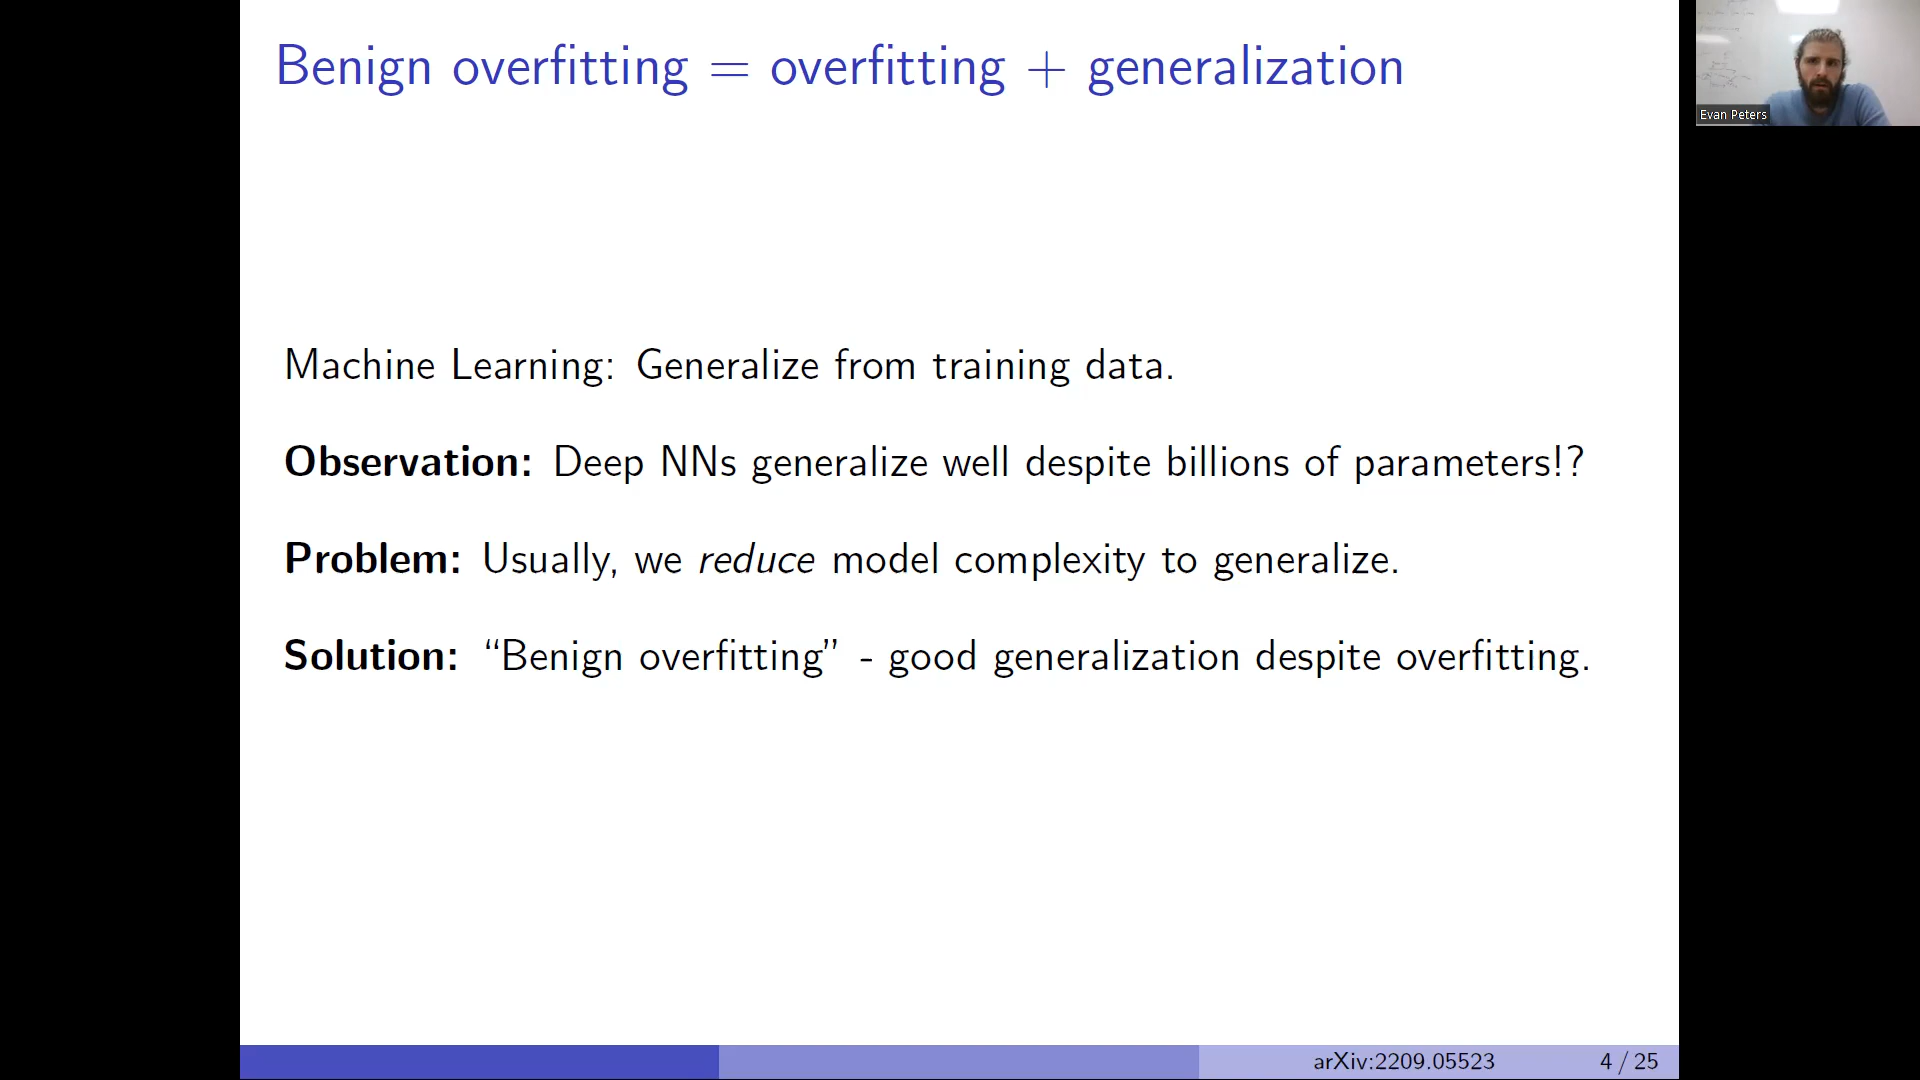 Benign overfitting = overfitting + generalization
Evan Peters
Machine Learning: Generalize from training data.
Observation: Deep NNs generalize well despite billions of parameters!?
Problem: Usually, we reduce model complexity to generalize.
Solution: “Benign overfitting” - good generalization despite overfitting.
arXiv:2209.05523 4 / 25